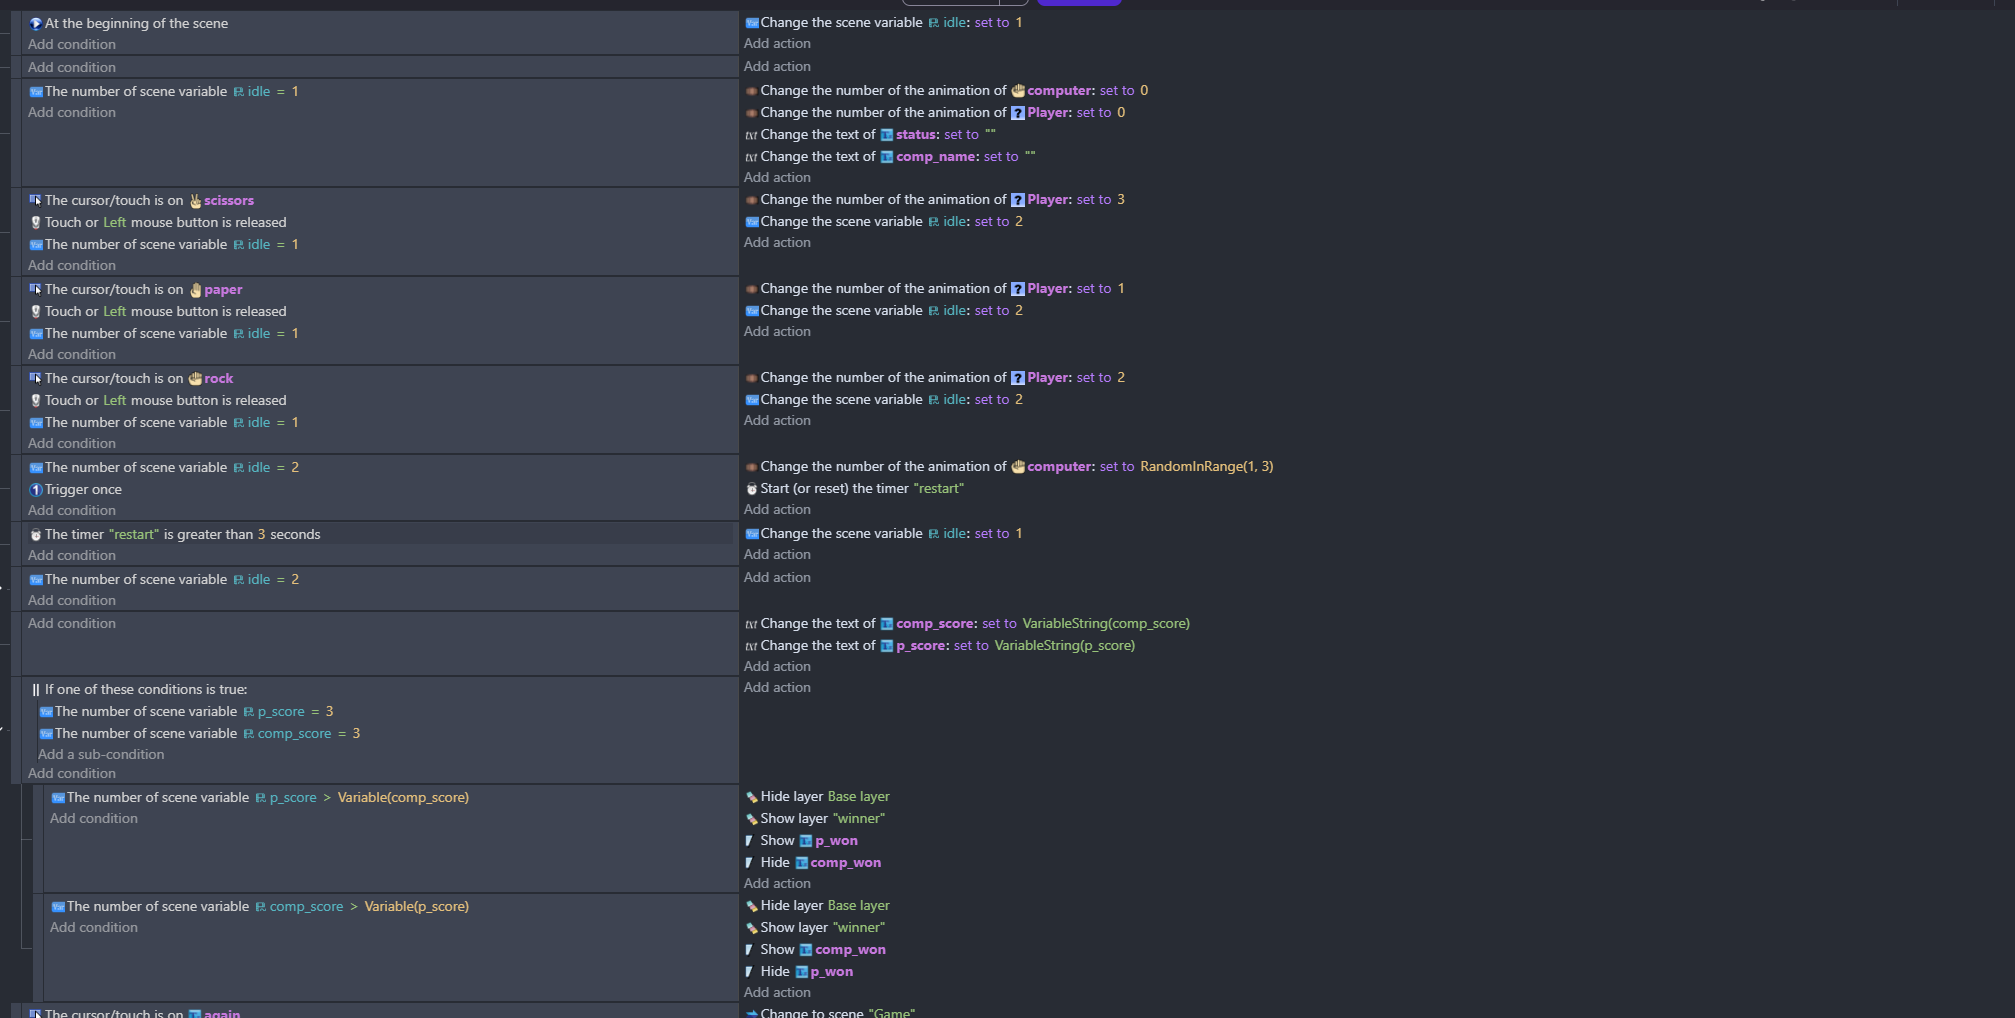 At the beginning of the scene
Add condition
Change the scene variable idle: set to 1
Add action
Add condition
Add action
The number of scene variable idle = 1
Add condition
Change the number of the animation of computer: set to 0
Change the number of the animation of Player: set to 0
Change the text of status: set to ""
Change the text of comp_name: set to ""
Add action
The cursor/touch is on scissors
Touch or Left mouse button is released
The number of scene variable idle = 1
Add condition
Change the number of the animation of Player: set to 3
Change the scene variable idle: set to 2
Add action
The cursor/touch is on paper
Touch or Left mouse button is released
The number of scene variable idle = 1
Add condition
Change the number of the animation of Player: set to 1
Change the scene variable idle: set to 2
Add action
The cursor/touch is on rock
Touch or Left mouse button is released
The number of scene variable idle = 1
Add condition
Change the number of the animation of Player: set to 2
Change the scene variable idle: set to 2
Add action
The number of scene variable idle = 2
Trigger once
Add condition
Change the number of the animation of computer: set to RandomInRange(1, 3)
Start (or reset) the timer "restart"
Add action
The timer "restart" is greater than 3 seconds
Add condition
Change the scene variable idle: set to 1
Add action
The number of scene variable idle = 2
Add condition
Add action
Add condition
Change the text of comp_score: set to VariableString(comp_score)
Change the text of p_score: set to VariableString(p_score)
Add action
If one of these conditions is true:
The number of scene variable p_score = 3
The number of scene variable comp_score = 3
Add a sub-condition
Add condition
Add action
The number of scene variable p_score > Variable(comp_score)
Add condition
Hide layer Base layer
Show layer "winner"
Show p_won
Hide comp_won
Add action
The number of scene variable comp_score > Variable(p_score)
Add condition
Hide layer Base layer
Show layer "winner"
Show comp_won
Hide p_won
Add action
The cursor/touch is on again
Change to scene "Game"